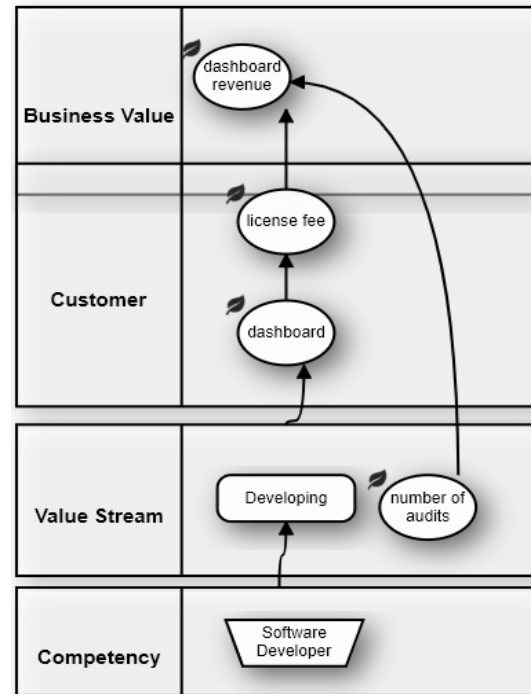 dashboard
revenue
Business Value
license fee
Customer
dashboard
Developing
number of
audits
Value Stream
Software
Developer
Competency